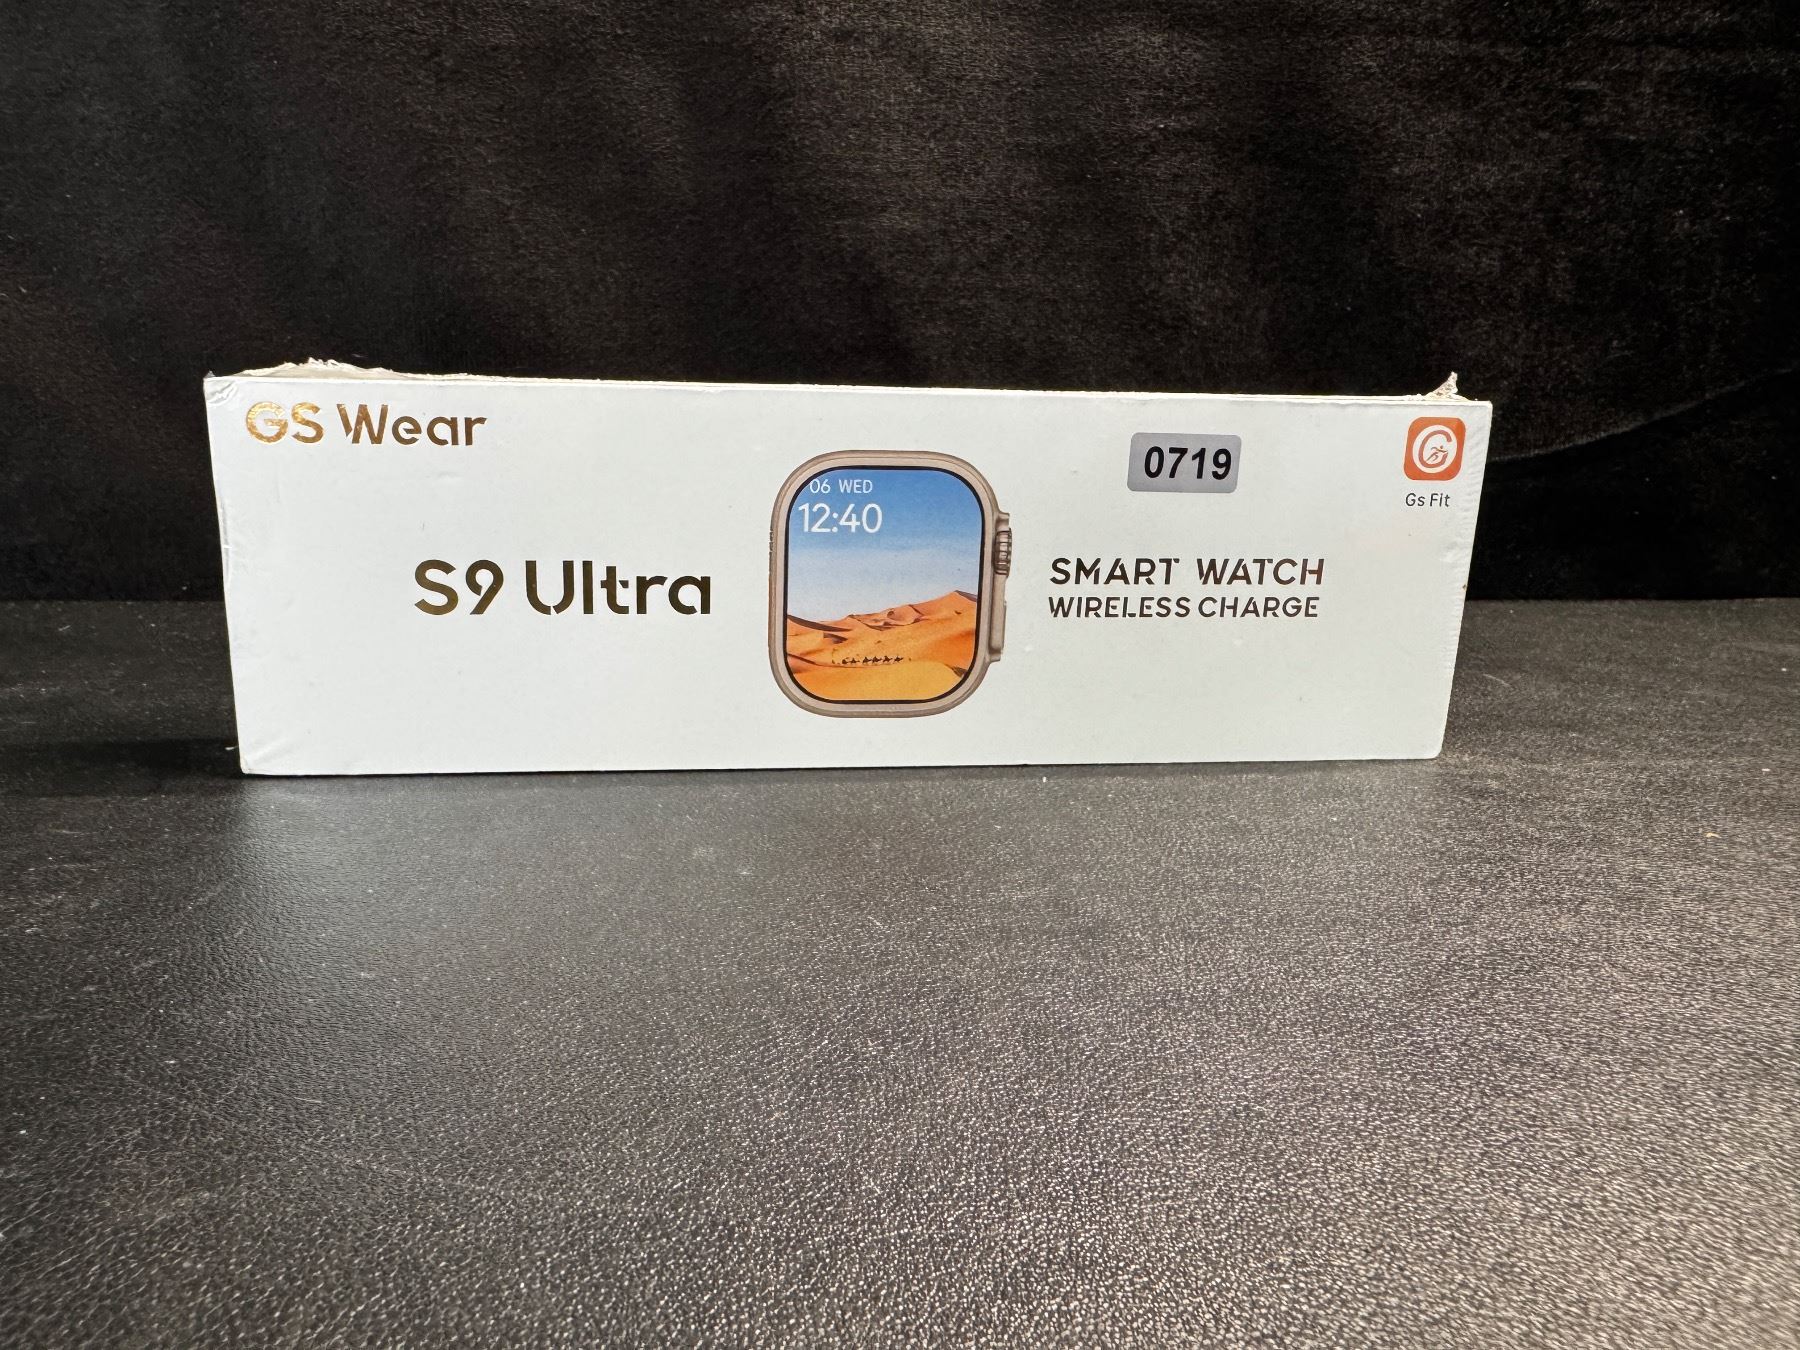 GS Wear
0719
Gs Fit
S9 Ultra
06 WED
12:40
SMART WATCH
WIRELESS CHARGE